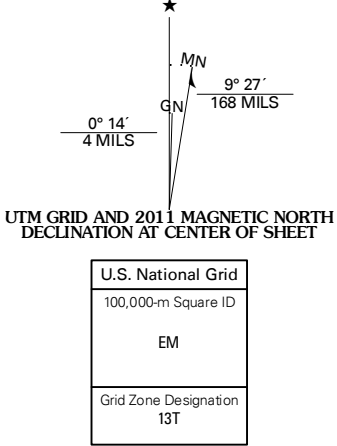 ★
MN
9° 27´
168 MILS
GN
0° 14´
4 MILS
UTM GRID AND 2011 MAGNETIC NORTH
DECLINATION AT CENTER OF SHEET
U.S. National Grid
100,000-m Square ID
EM
Grid Zone Designation
13T